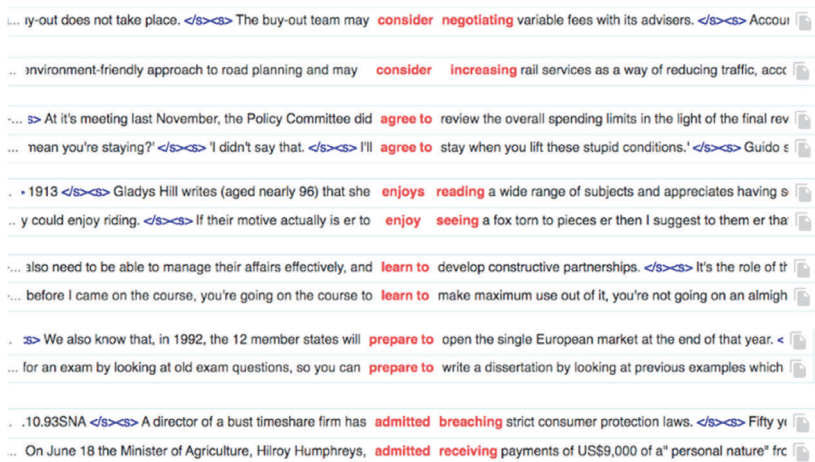 ... uy-out does not take place. </s><s> The buy-out team may consider negotiating variable fees with its advisers. </s><s> Accou
.. environment-friendly approach to road planning and may consider increasing rail services as a way of reducing traffic, acc
-... s> At it's meeting last November, the Policy Committee did agree to review the overall spending limits in the light of the final rev
... mean you're staying?' </s><s> 'I didn't say that. </s><s> I'll agree to stay when you lift these stupid conditions.' </s><s> Guido s
. 1913 </s><s> Gladys Hill writes (aged nearly 96) that she enjoys reading a wide range of subjects and appreciates having s
. y could enjoy riding. </s><s> If their motive actually is er to enjoy seeing a fox torn to pieces er then I suggest to them er tha
-... also need to be able to manage their affairs effectively, and learn to develop constructive partnerships. </s><s> It's the role of th
-... before I came on the course, you're going on the course to learn to make maximum use out of it, you're not going on an almigh
. s> We also know that, in 1992, the 12 member states will prepare to open the single European market at the end of that year. <
... for an exam by looking at old exam questions, so you can prepare to write a dissertation by looking at previous examples which
. .10.93SNA </s><s> A director of a bust timeshare firm has admitted breaching strict consumer protection laws. </s><s> Fifty y
... On June 18 the Minister of Agriculture, Hilroy Humphreys, admitted receiving payments of US$9,000 of a" personal nature" frc